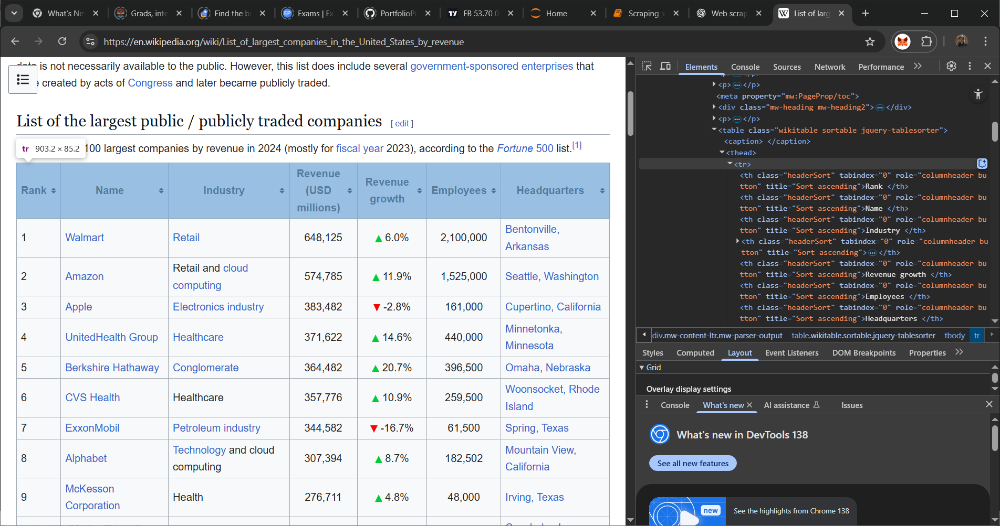 What's Ne
Grads, inte
Find the be
Exams | Ex
PortfolioPr
FB 53.70 0
Home
Scraping_
Web scrap
List of larg
https://en.wikipedia.org/wiki/List_of_largest_companies_in_the_United_States_by_revenue
is not necessarily available to the public. However, this list does include several government-sponsored enterprises that
created by acts of Congress and later became publicly traded.
List of the largest public / publicly traded companies [ edit ]
tr 903.2 × 85.2
100 largest companies by revenue in 2024 (mostly for fiscal year 2023), according to the Fortune 500 list.[1]
Rank Name Industry Revenue (USD millions) Revenue growth Employees Headquarters
1 Walmart Retail 648,125 ▲ 6.0% 2,100,000 Bentonville, Arkansas
2 Amazon Retail and cloud computing 574,785 ▲ 11.9% 1,525,000 Seattle, Washington
3 Apple Electronics industry 383,482 ▼ -2.8% 161,000 Cupertino, California
4 UnitedHealth Group Healthcare 371,622 ▲ 14.6% 440,000 Minnetonka, Minnesota
5 Berkshire Hathaway Conglomerate 364,482 ▲ 20.7% 396,500 Omaha, Nebraska
6 CVS Health Healthcare 357,776 ▲ 10.9% 259,500 Woonsocket, Rhode Island
7 ExxonMobil Petroleum industry 344,582 ▼ -16.7% 61,500 Spring, Texas
8 Alphabet Technology and cloud computing 307,394 ▲ 8.7% 182,502 Mountain View, California
9 McKesson Corporation Health 276,711 ▲ 4.8% 48,000 Irving, Texas
Elements Console Sources Network Performance
<p> ••• </p>
<meta property="mw:PageProp/toc">
<div class="mw-heading mw-heading2"> ••• </div>
<p> ••• </p>
<table class="wikitable sortable jquery-tablesorter">
<caption> </caption>
<thead>
<tr>
<th class="headerSort" tabindex="0" role="columnheader bu
tton" title="Sort ascending">Rank </th>
<th class="headerSort" tabindex="0" role="columnheader bu
tton" title="Sort ascending">Name </th>
<th class="headerSort" tabindex="0" role="columnheader bu
tton" title="Sort ascending">Industry </th>
<th class="headerSort" tabindex="0" role="columnheader bu
tton" title="Sort ascending"> ••• </th>
<th class="headerSort" tabindex="0" role="columnheader bu
tton" title="Sort ascending">Revenue growth </th>
<th class="headerSort" tabindex="0" role="columnheader bu
tton" title="Sort ascending">Employees </th>
<th class="headerSort" tabindex="0" role="columnheader bu
tton" title="Sort ascending">Headquarters </th>
div.mw-content-ltr.mw-parser-output table.wikitable.sortable.jquery-tablesorter tbody tr
Styles Computed Layout Event Listeners DOM Breakpoints Properties
Grid
Overlay display settings
Console What's new AI assistance Issues
What's new in DevTools 138
See all new features
new
See the highlights from Chrome 138